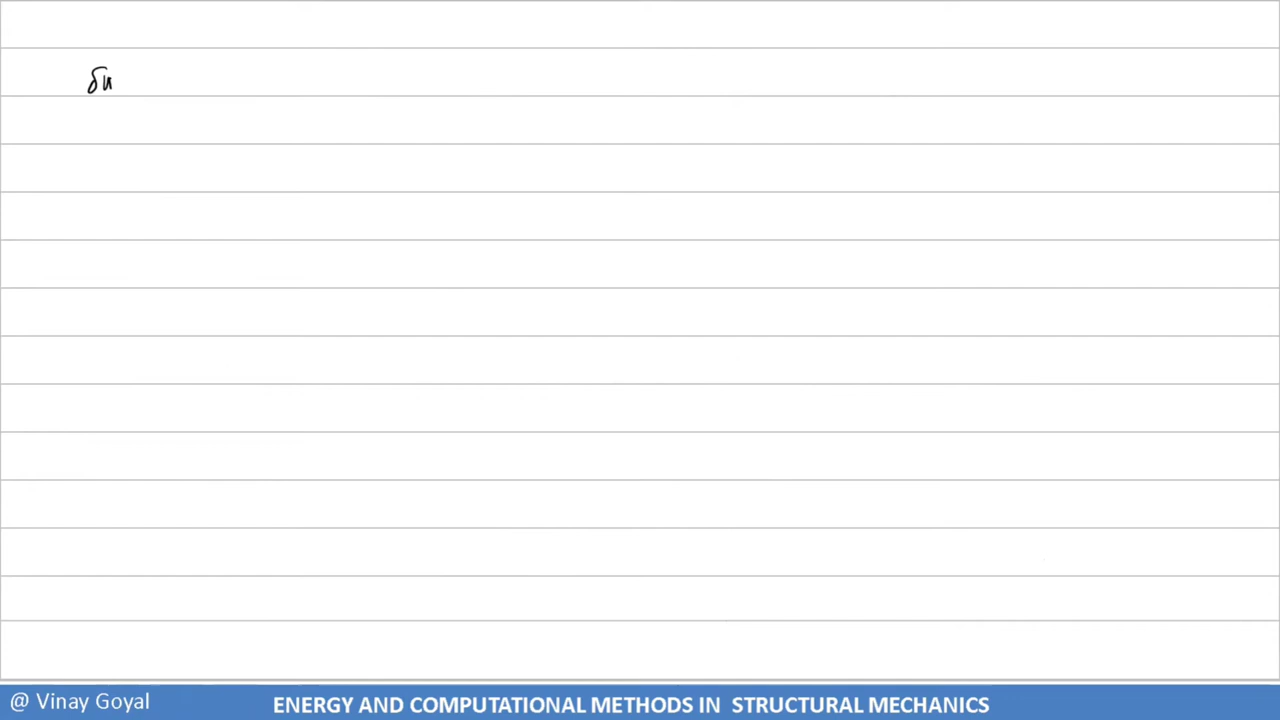 δu
@ Vinay Goyal
ENERGY AND COMPUTATIONAL METHODS IN STRUCTURAL MECHANICS